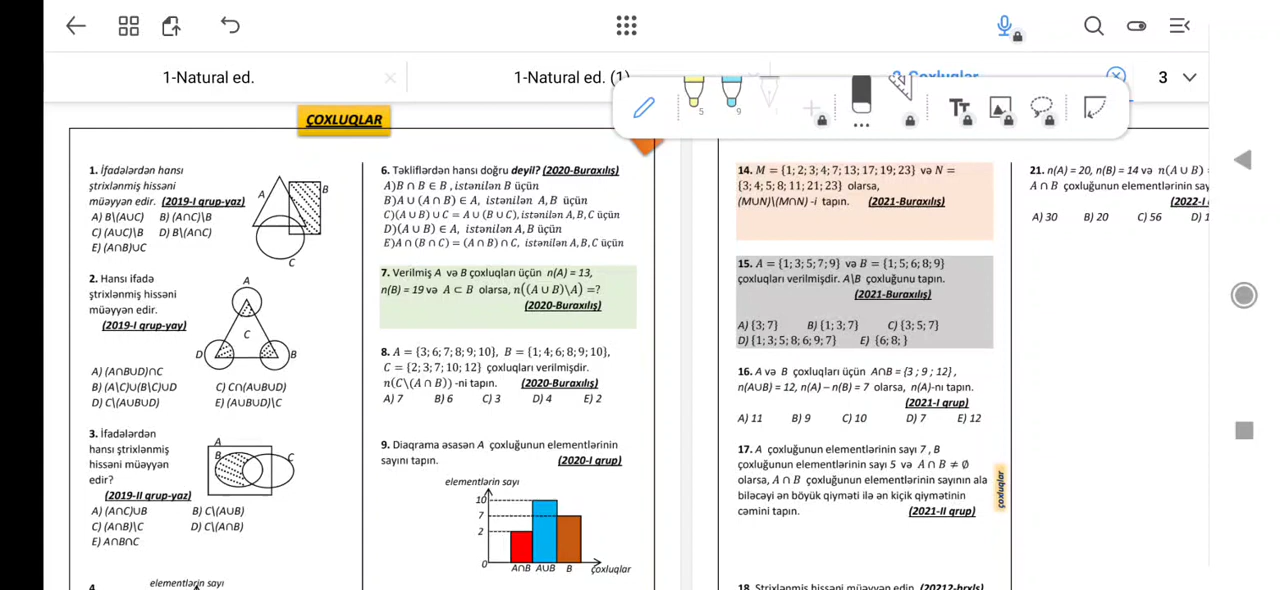 1-Natural ed.
1-Natural ed. (1)
2. Çoxluqlar
3
5
9
Tт
ÇOXLUQLAR
1. İfadələrdən hansı
ştrixlənmiş hissəni
müəyyən edir. (2019-I qrup-yaz)
A) B\(A∪C)   B) (A∩C)\B
C) (A∪C)\B   D) B\(A∩C)
E) (A∩B)∪C
A
B
C
2. Hansı ifadə
ştrixlənmiş hissəni
müəyyən edir.
(2019-I qrup-yay)
A
C
D
B
A) (A∩B∪D)∩C
B) (A\C)∪(B\C)∪D   C) C∩(A∪B∪D)
D) C\(A∪B∪D)   E) (A∪B∪D)\C
3. İfadələrdən
hansı ştrixlənmiş
hissəni müəyyən
edir?
(2019-II qrup-yaz)
A
B
C
A) (A∩C)∪B   B) C\(A∪B)
C) (A∩B)\C   D) C\(A∩B)
E) A∩B∩C
elementlərin sayı
6. Təkliflərdən hansı doğru deyil? (2020-Buraxılış)
A)B ∩ B ∈ B , istənilən B üçün
B)A ∪ (A ∩ B) ∈ A, istənilən A, B üçün
C)(A ∪ B) ∪ C = A ∪ (B ∪ C), istənilən A, B, C üçün
D)(A ∪ B) ∈ A, istənilən A, B üçün
E)A ∩ (B ∩ C) = (A ∩ B) ∩ C, istənilən A, B, C üçün
7. Verilmiş A və B çoxluqları üçün n(A) = 13,
n(B) = 19 və A ⊂ B olarsa, n((A ∪ B)\A) =?
(2020-Buraxılış)
8. A = {3; 6; 7; 8; 9; 10}, B = {1; 4; 6; 8; 9; 10},
C = {2; 3; 7; 10; 12} çoxluqları verilmişdir.
n(C\(A ∩ B)) -ni tapın.   (2020-Buraxılış)
A) 7   B) 6   C) 3   D) 4   E) 2
9. Diaqrama əsasən A çoxluğunun elementlərinin
sayını tapın.   (2020-I qrup)
elementlərin sayı
10
7
2
0
A∩B A∪B B çoxluqlar
14. M = {1; 2; 3; 4; 7; 13; 17; 19; 23} və N =
{3; 4; 5; 8; 11; 21; 23} olarsa,
(M∪N)\(M∩N) -i tapın.   (2021-Buraxılış)
15. A = {1; 3; 5; 7; 9} və B = {1; 5; 6; 8; 9}
çoxluqları verilmişdir. A\B çoxluğunu tapın.
(2021-Buraxılış)
A) {3; 7}   B) {1; 3; 7}   C) {3; 5; 7}
D) {1; 3; 5; 8; 6; 9; 7}   E) {6; 8; }
16. A və B çoxluqları üçün A∩B = {3 ; 9 ; 12} ,
n(A∪B) = 12, n(A) – n(B) = 7 olarsa, n(A)-nı tapın.
(2021-I qrup)
A) 11   B) 9   C) 10   D) 7   E) 12
17. A çoxluğunun elementlərinin sayı 7 , B
çoxluğunun elementlərinin sayı 5 və A ∩ B ≠ ∅
olarsa, A ∩ B çoxluğunun elementlərinin sayının ala
biləcəyi ən böyük qiyməti ilə ən kiçik qiymətinin
cəmini tapın.   (2021-II qrup)
çoxluqlar
18. Ştrixlənmiş hissəni müəyyən edin. (20212-brxls)
21. n(A) = 20, n(B) = 14 və n(A ∪ B)
A ∩ B çoxluğunun elementlərinin say
(2022-I
A) 30   B) 20   C) 56   D) 1